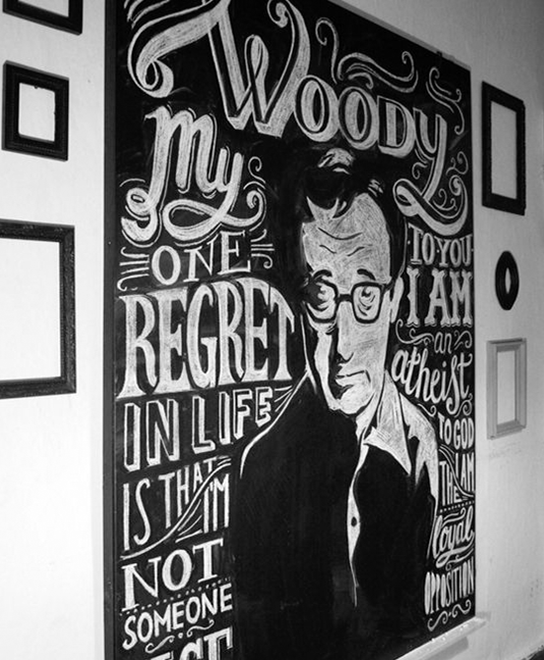 WOODY
My
ONE
REGRET
IN LIFE
IS THAT
I'M
NOT
SOMEONE
TO YOU
I AM
an
atheist
TO GOD
I AM
THE
loyal
OPPOSITION